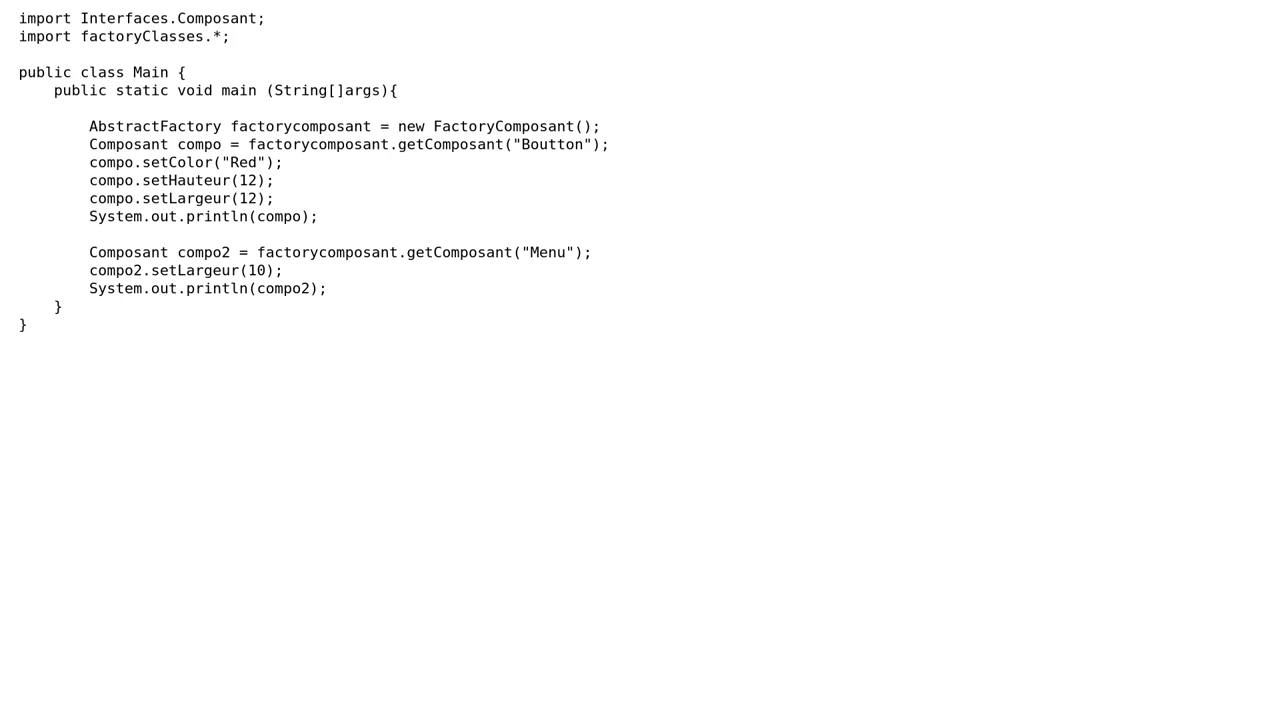 import Interfaces.Composant;
import factoryClasses.*;

public class Main {
    public static void main (String[]args){

        AbstractFactory factorycomposant = new FactoryComposant();
        Composant compo = factorycomposant.getComposant("Boutton");
        compo.setColor("Red");
        compo.setHauteur(12);
        compo.setLargeur(12);
        System.out.println(compo);

        Composant compo2 = factorycomposant.getComposant("Menu");
        compo2.setLargeur(10);
        System.out.println(compo2);
    }
}